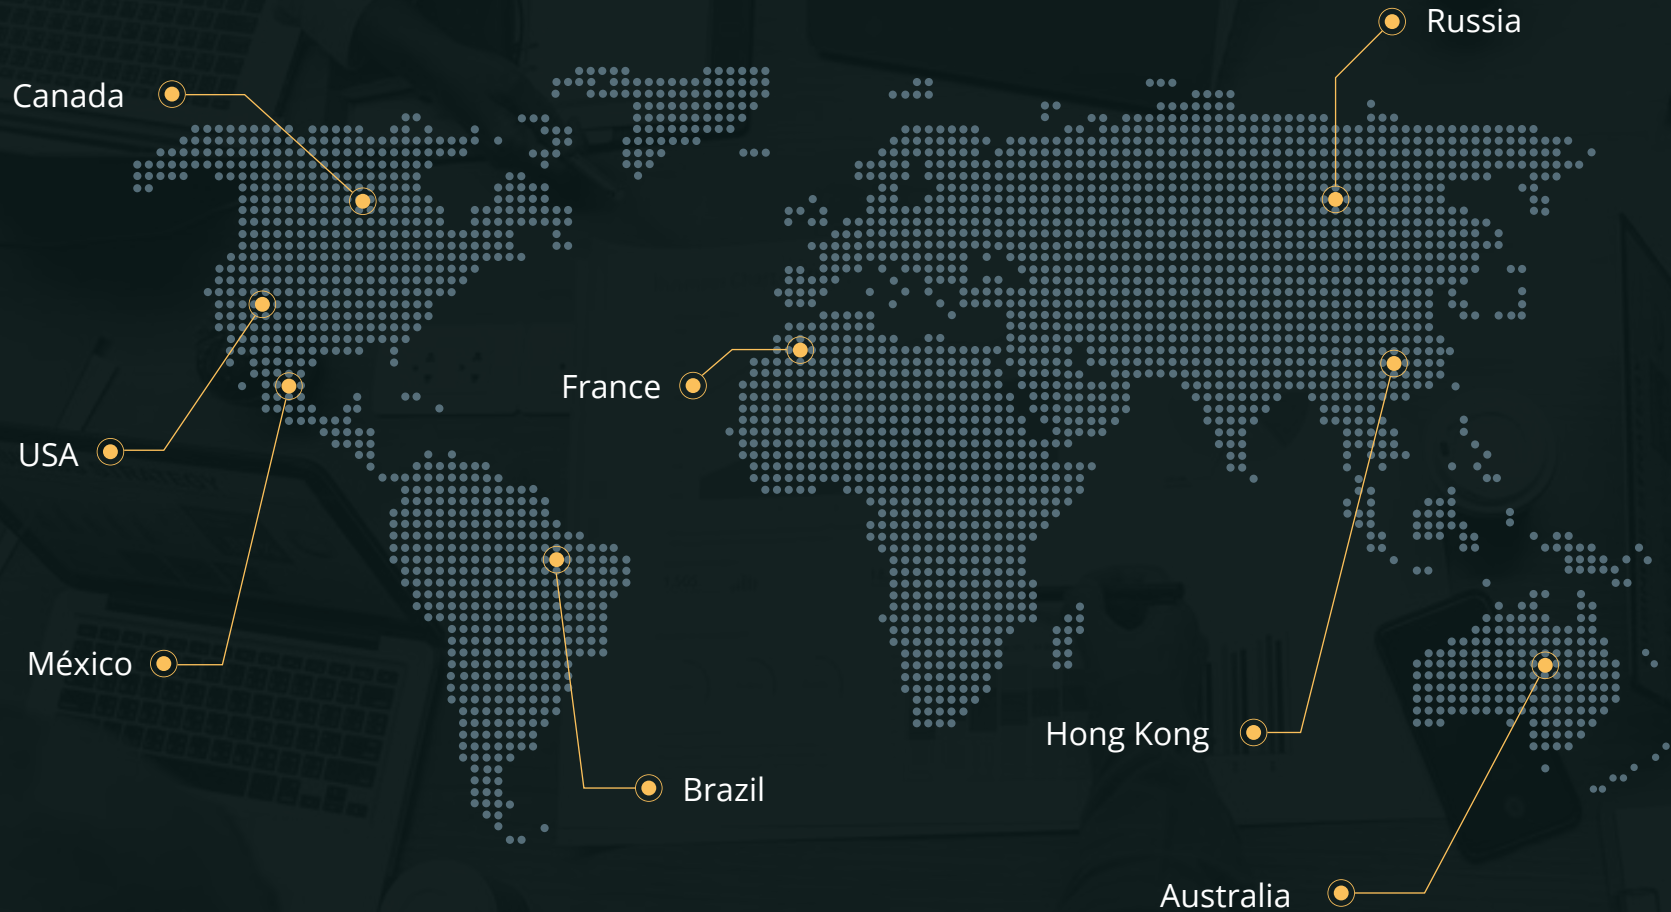 Russia
Canada
France
USA
México
Hong Kong
Brazil
Australia